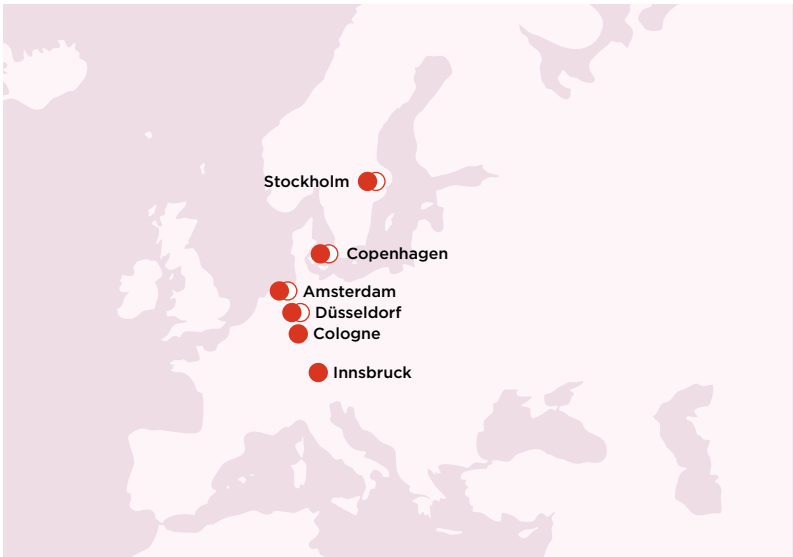 Stockholm
Copenhagen
Amsterdam
Düsseldorf
Cologne
Innsbruck